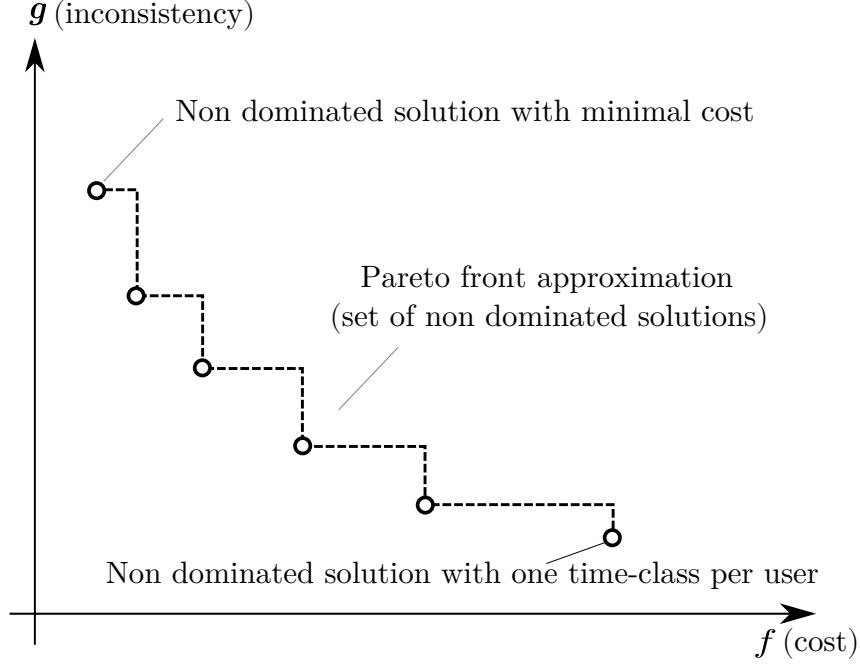 g (inconsistency)
Non dominated solution with minimal cost
Pareto front approximation
(set of non dominated solutions)
Non dominated solution with one time-class per user
f (cost)